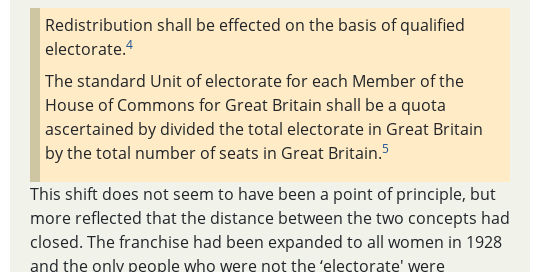 Redistribution shall be effected on the basis of qualified
electorate.4
The standard Unit of electorate for each Member of the
House of Commons for Great Britain shall be a quota
ascertained by divided the total electorate in Great Britain
by the total number of seats in Great Britain.5
This shift does not seem to have been a point of principle, but
more reflected that the distance between the two concepts had
closed. The franchise had been expanded to all women in 1928
and the only people who were not the ‘electorate' were